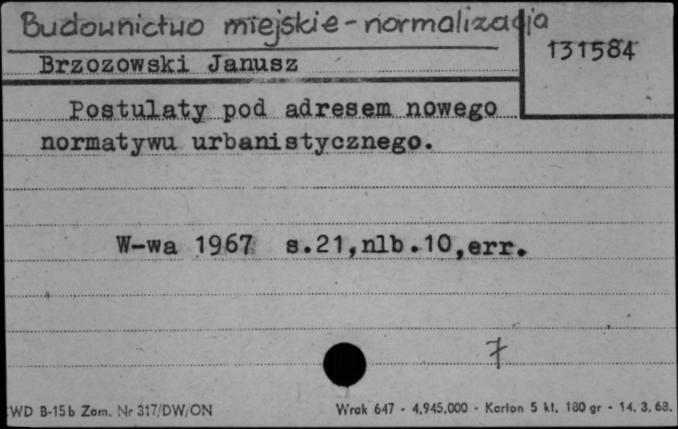 Budownictwo miejskie - normalizacja
131584
Brzozowski Janusz
Postulaty pod adresem nowego
normatywu urbanistycznego.
W-wa 1967 s.21,nlb.10,err.
7
WD B-15b Zam. Nr 317/DW/ON Wrak 647 - 4.945.000 - Karton 5 kl. 180 gr - 14. 3. 68.